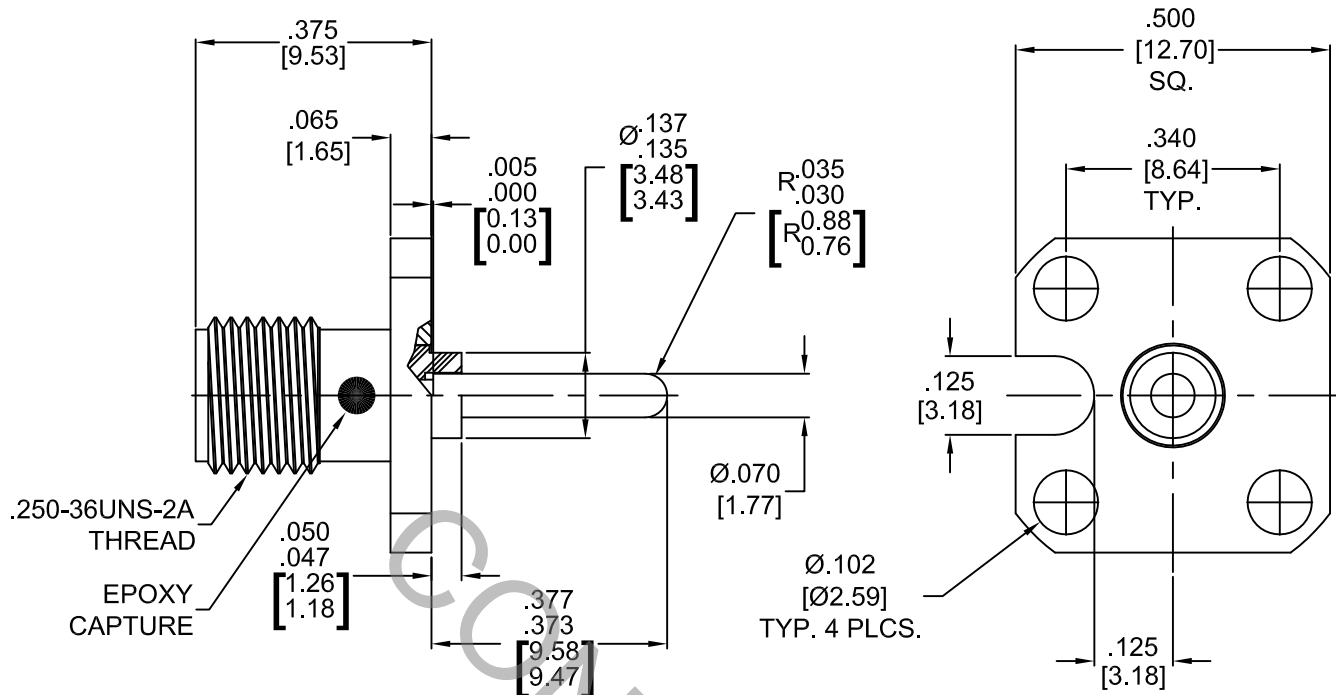 .375
[9.53]
.065
[1.65]
.005
.000
[0.13
0.00]
Ø.137
.135
[3.48
3.43]
R.035
.030
[R0.88
0.76]
.500
[12.70]
SQ.
.340
[8.64]
TYP.
.125
[3.18]
Ø.070
[1.77]
.250-36UNS-2A
THREAD
EPOXY
CAPTURE
.050
.047
[1.26
1.18]
.377
.373
[9.58
9.47]
Ø.102
[Ø2.59]
TYP. 4 PLCS.
.125
[3.18]